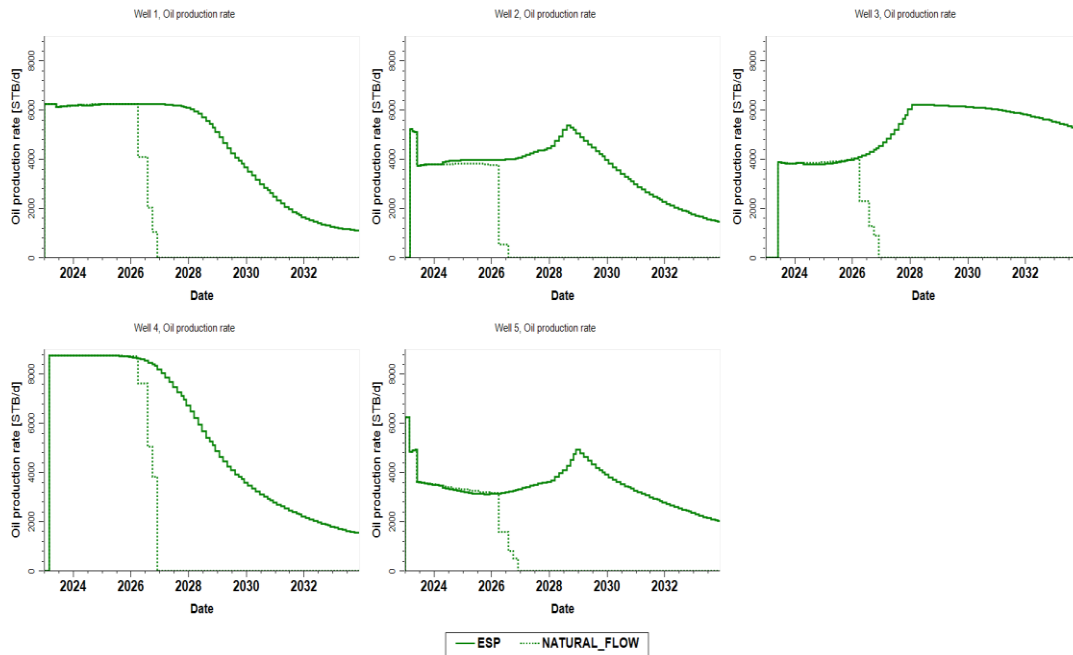 Well 1, Oil production rate
Oil production rate [STB/d]
8000
6000
4000
2000
0
2024 2026 2028 2030 2032
Date
Well 2, Oil production rate
Oil production rate [STB/d]
8000
6000
4000
2000
0
2024 2026 2028 2030 2032
Date
Well 3, Oil production rate
Oil production rate [STB/d]
8000
6000
4000
2000
0
2024 2026 2028 2030 2032
Date
Well 4, Oil production rate
Oil production rate [STB/d]
8000
6000
4000
2000
0
2024 2026 2028 2030 2032
Date
Well 5, Oil production rate
Oil production rate [STB/d]
8000
6000
4000
2000
0
2024 2026 2028 2030 2032
Date
ESP NATURAL_FLOW